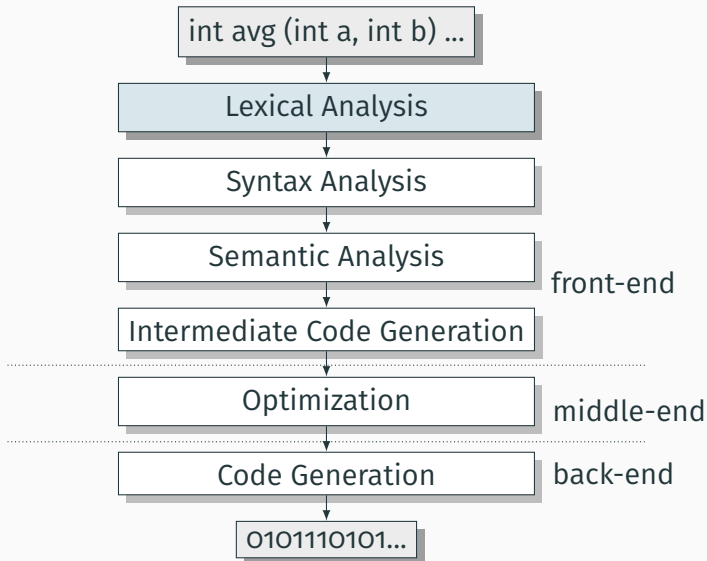 int avg (int a, int b) ...
Lexical Analysis
Syntax Analysis
Semantic Analysis
front-end
Intermediate Code Generation
Optimization
middle-end
Code Generation
back-end
0101110101...